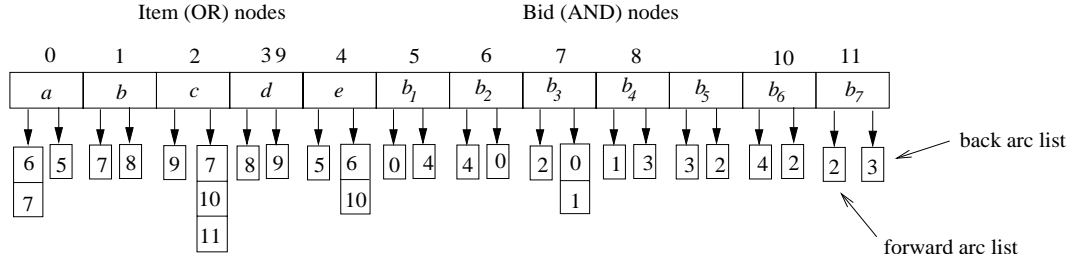 Item (OR) nodes Bid (AND) nodes
0 1 2 39 4 5 6 7 8 10 11
a b c d e b1 b2 b3 b4 b5 b6 b7
6 5 7 8 9 7 8 9 5 6 0 4 4 0 2 0 1 3 3 2 4 2 2 3
7 10 10 1
11
back arc list
forward arc list